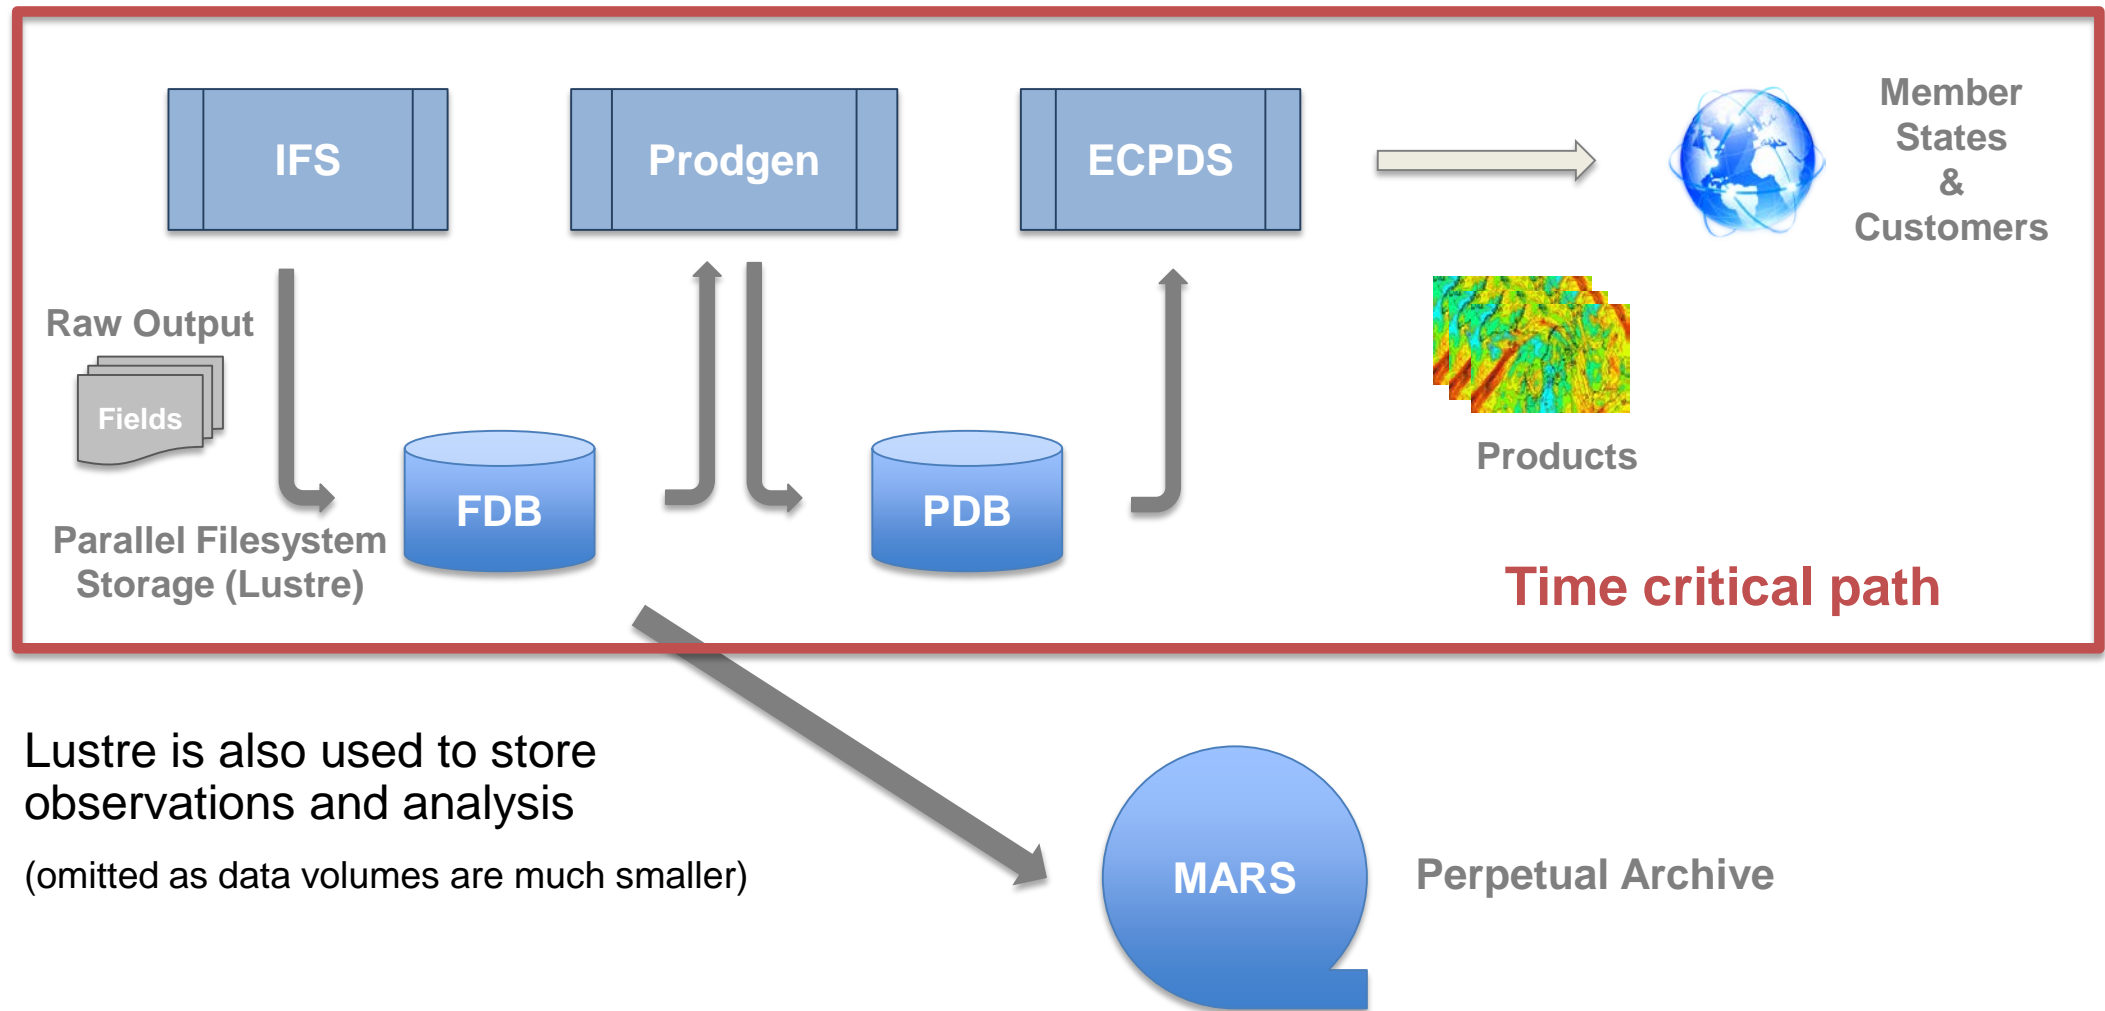 IFS
Prodgen
ECPDS
Member
States
&
Customers
Raw Output
Fields
Parallel Filesystem
Storage (Lustre)
FDB
PDB
Products
Time critical path
Lustre is also used to store
observations and analysis
(omitted as data volumes are much smaller)
MARS
Perpetual Archive